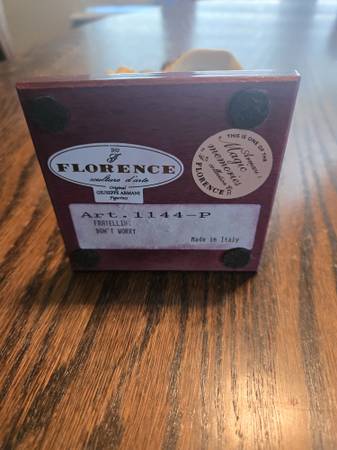 FLORENCE
sculture d'arte
Original
GIUSEPPE ARMANI
Figurines
THIS IS ONE OF THE
Armani's
Magic
memories
of
FLORENCE
Art.1144-P
FRATELLINI
DON'T WORRY
Made in Italy